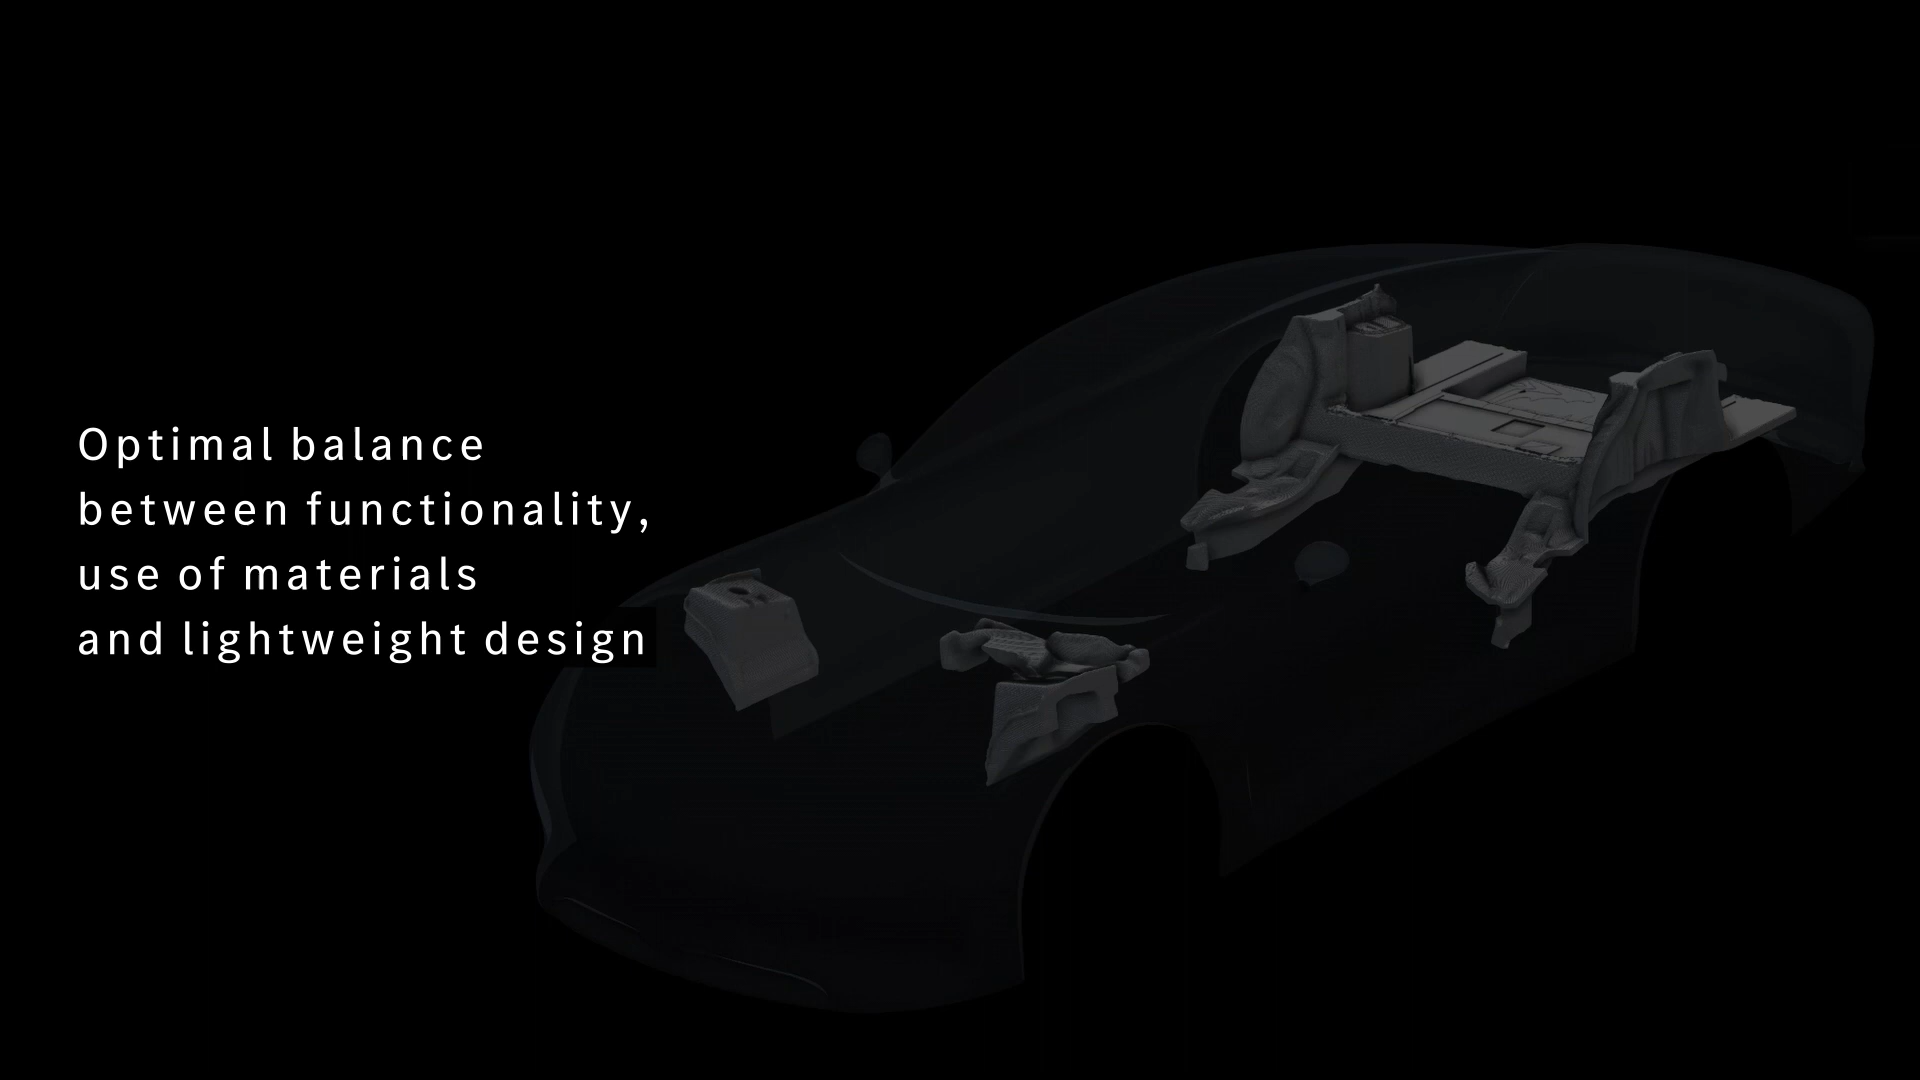 Optimal balance
between functionality,
use of materials
and lightweight design